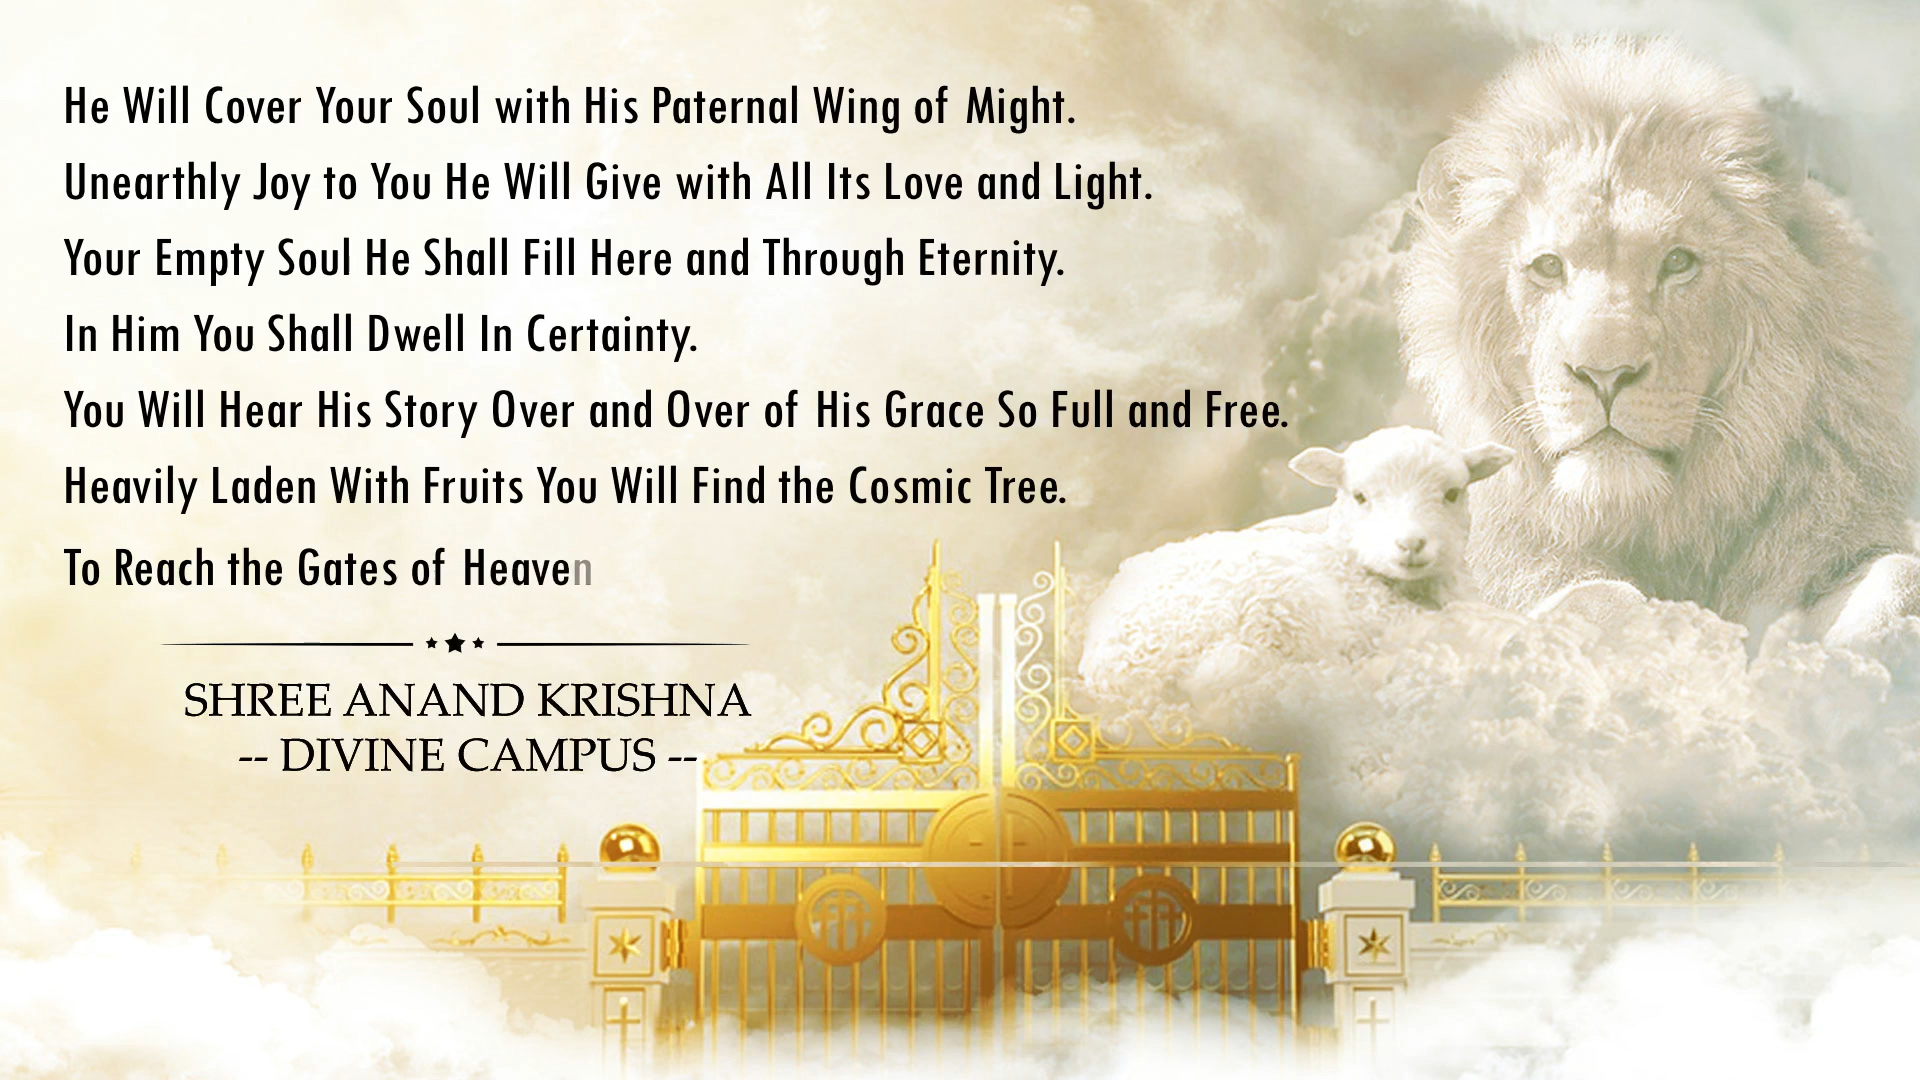 He Will Cover Your Soul with His Paternal Wing of Might.
Unearthly Joy to You He Will Give with All Its Love and Light.
Your Empty Soul He Shall Fill Here and Through Eternity.
In Him You Shall Dwell In Certainty.
You Will Hear His Story Over and Over of His Grace So Full and Free.
Heavily Laden With Fruits You Will Find the Cosmic Tree.
To Reach the Gates of Heaven
SHREE ANAND KRISHNA
-- DIVINE CAMPUS --